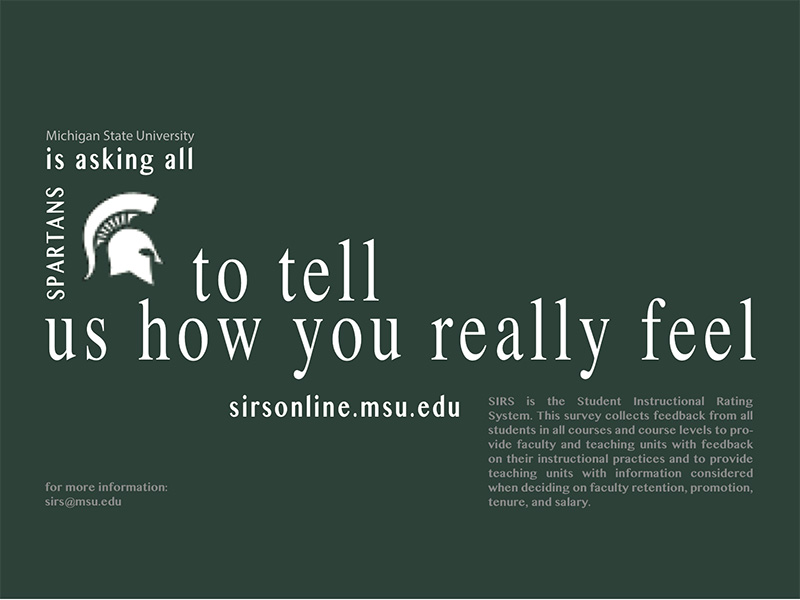 Michigan State University
is asking all
SPARTANS
to tell
us how you really feel
sirsonline.msu.edu
SIRS is the Student Instructional Rating
System. This survey collects feedback from all
students in all courses and course levels to pro-
vide faculty and teaching units with feedback
on their instructional practices and to provide
teaching units with information considered
when deciding on faculty retention, promotion,
tenure, and salary.
for more information:
sirs@msu.edu